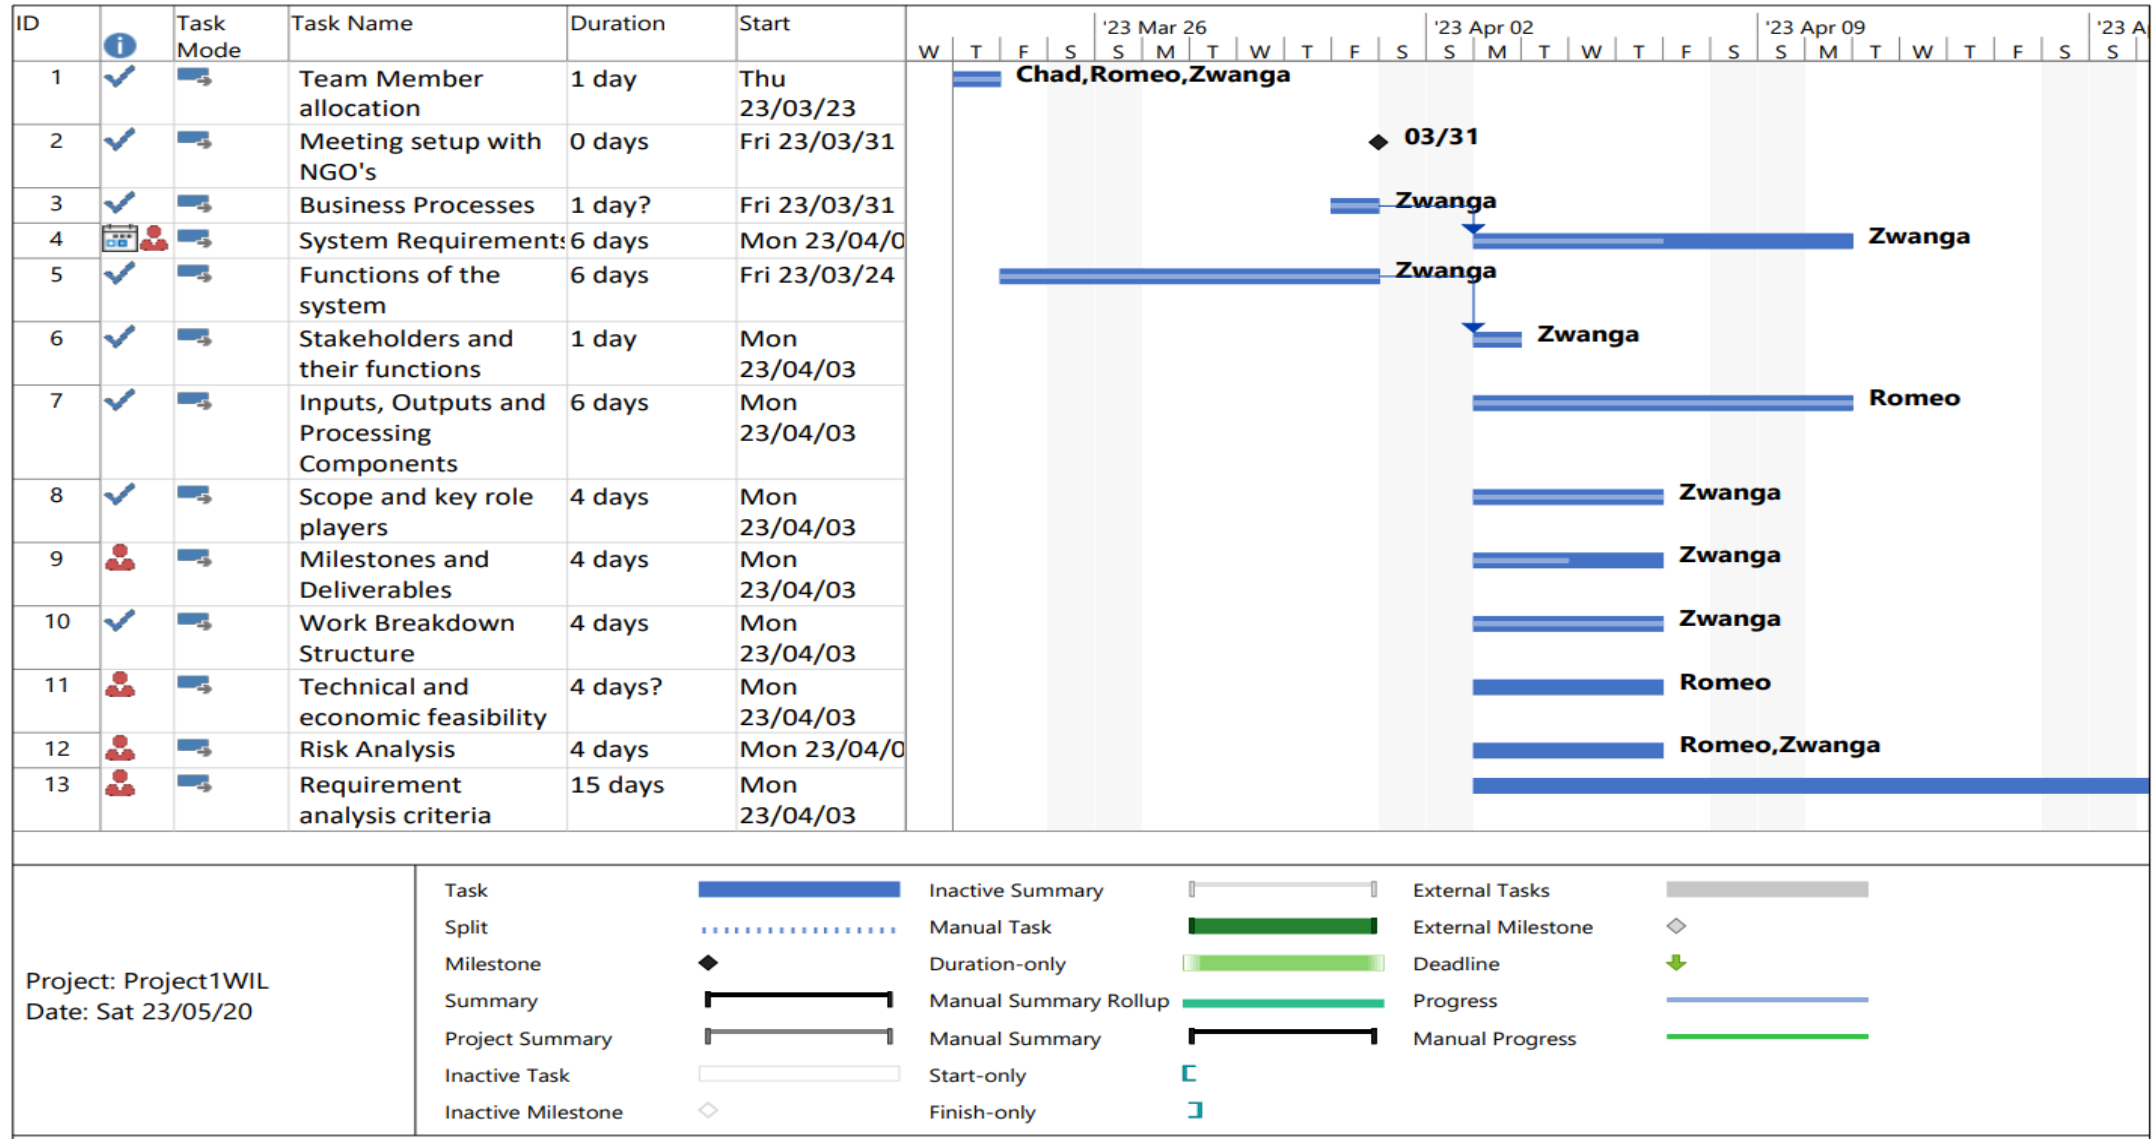 ID Task Mode Task Name Duration Start
'23 Mar 26 '23 Apr 02 '23 Apr 09 '23 A
W T F S S M T W T F S S M T W T F S S M T W T F S S
1 Team Member allocation 1 day Thu 23/03/23 Chad,Romeo,Zwanga
2 Meeting setup with NGO's 0 days Fri 23/03/31 03/31
3 Business Processes 1 day? Fri 23/03/31 Zwanga
4 System Requirements 6 days Mon 23/04/0 Zwanga
5 Functions of the system 6 days Fri 23/03/24 Zwanga
6 Stakeholders and their functions 1 day Mon 23/04/03 Zwanga
7 Inputs, Outputs and Processing Components 6 days Mon 23/04/03 Romeo
8 Scope and key role players 4 days Mon 23/04/03 Zwanga
9 Milestones and Deliverables 4 days Mon 23/04/03 Zwanga
10 Work Breakdown Structure 4 days Mon 23/04/03 Zwanga
11 Technical and economic feasibility 4 days? Mon 23/04/03 Romeo
12 Risk Analysis 4 days Mon 23/04/0 Romeo,Zwanga
13 Requirement analysis criteria 15 days Mon 23/04/03
Project: Project1WIL
Date: Sat 23/05/20
Task
Split
Milestone
Summary
Project Summary
Inactive Task
Inactive Milestone
Inactive Summary
Manual Task
Duration-only
Manual Summary Rollup
Manual Summary
Start-only
Finish-only
External Tasks
External Milestone
Deadline
Progress
Manual Progress